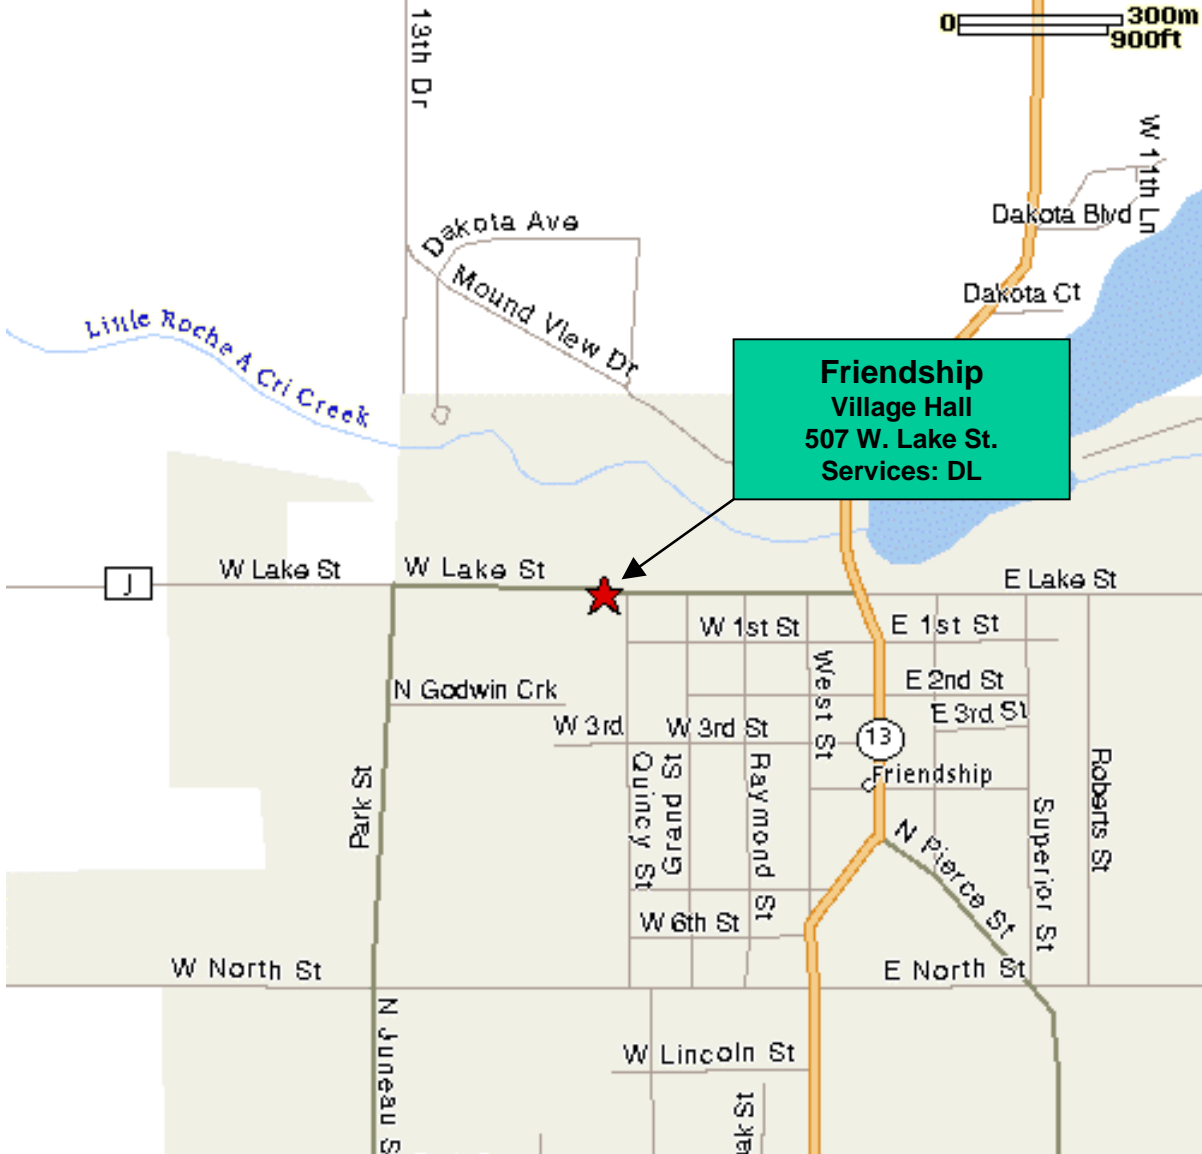 0
300m
900ft
13th Dr
W 11th Ln
Dakota Blvd
Dakota Ave
Dakota Ct
Mound View Dr
Little Roche A Cri Creek
Friendship
Village Hall
507 W. Lake St.
Services: DL
J
W Lake St
W Lake St
E Lake St
W 1st St
E 1st St
N Godwin Crk
West St
E 2nd St
E 3rd St
W 3rd
W 3rd St
13
Friendship
Park St
Quincy St
Grand St
Raymond St
Roberts St
Superior St
N Pierce St
W 6th St
W North St
E North St
N Juneau S
W Lincoln St